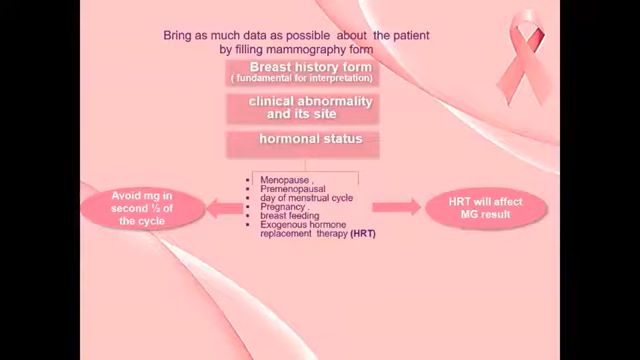 Bring as much data as possible about the patient
by filling mammography form
Breast history form
( fundamental for interpretation)
clinical abnormality
and its site
hormonal status
Menopause ,
Premenopausal
day of menstrual cycle
Pregnancy ,
breast feeding
Exogenous hormone
replacement therapy (HRT)
Avoid mg in
second ½ of
the cycle
HRT will affect
MG result